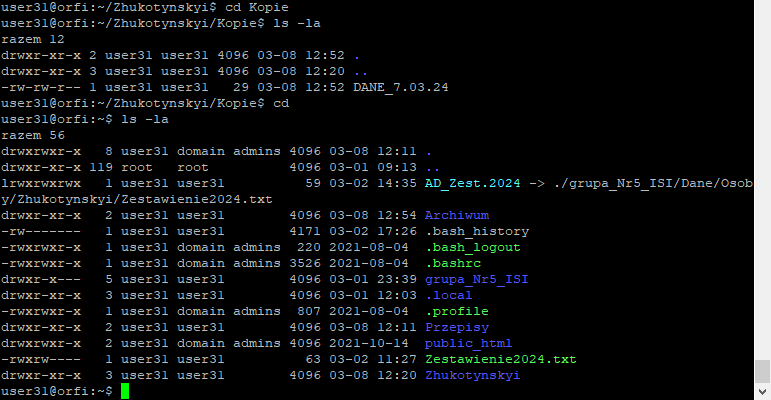 user31@orfi:~/Zhukotynskyi$ cd Kopie
user31@orfi:~/Zhukotynskyi/Kopie$ ls -la
razem 12
drwxr-xr-x 2 user31 user31 4096 03-08 12:52 .
drwxr-xr-x 3 user31 user31 4096 03-08 12:20 ..
-rw-rw-r-- 1 user31 user31   29 03-08 12:52 DANE_7.03.24
user31@orfi:~/Zhukotynskyi/Kopie$ cd
user31@orfi:~$ ls -la
razem 56
drwxrwxr-x   8 user31 domain admins 4096 03-08 12:11 .
drwxr-xr-x 119 root   root          4096 03-01 09:13 ..
lrwxrwxrwx   1 user31 user31          59 03-02 14:35 AD_Zest.2024 -> ./grupa_Nr5_ISI/Dane/Osob
y/Zhukotynskyi/Zestawienie2024.txt
drwxr-xr-x   2 user31 user31        4096 03-08 12:54 Archiwum
-rw-------   1 user31 user31        4171 03-02 17:26 .bash_history
-rwxrwxr-x   1 user31 domain admins  220 2021-08-04  .bash_logout
-rwxrwxr-x   1 user31 domain admins 3526 2021-08-04  .bashrc
drwxr-x---   5 user31 user31        4096 03-01 23:39 grupa_Nr5_ISI
drwxr-xr-x   3 user31 user31        4096 03-01 12:03 .local
-rwxrwxr-x   1 user31 domain admins  807 2021-08-04  .profile
drwxr-xr-x   2 user31 user31        4096 03-08 12:11 Przepisy
drwxrwxr-x   2 user31 domain admins 4096 2021-10-14  public_html
-rwxrw----   1 user31 user31          63 03-02 11:27 Zestawienie2024.txt
drwxr-xr-x   3 user31 user31        4096 03-08 12:20 Zhukotynskyi
user31@orfi:~$